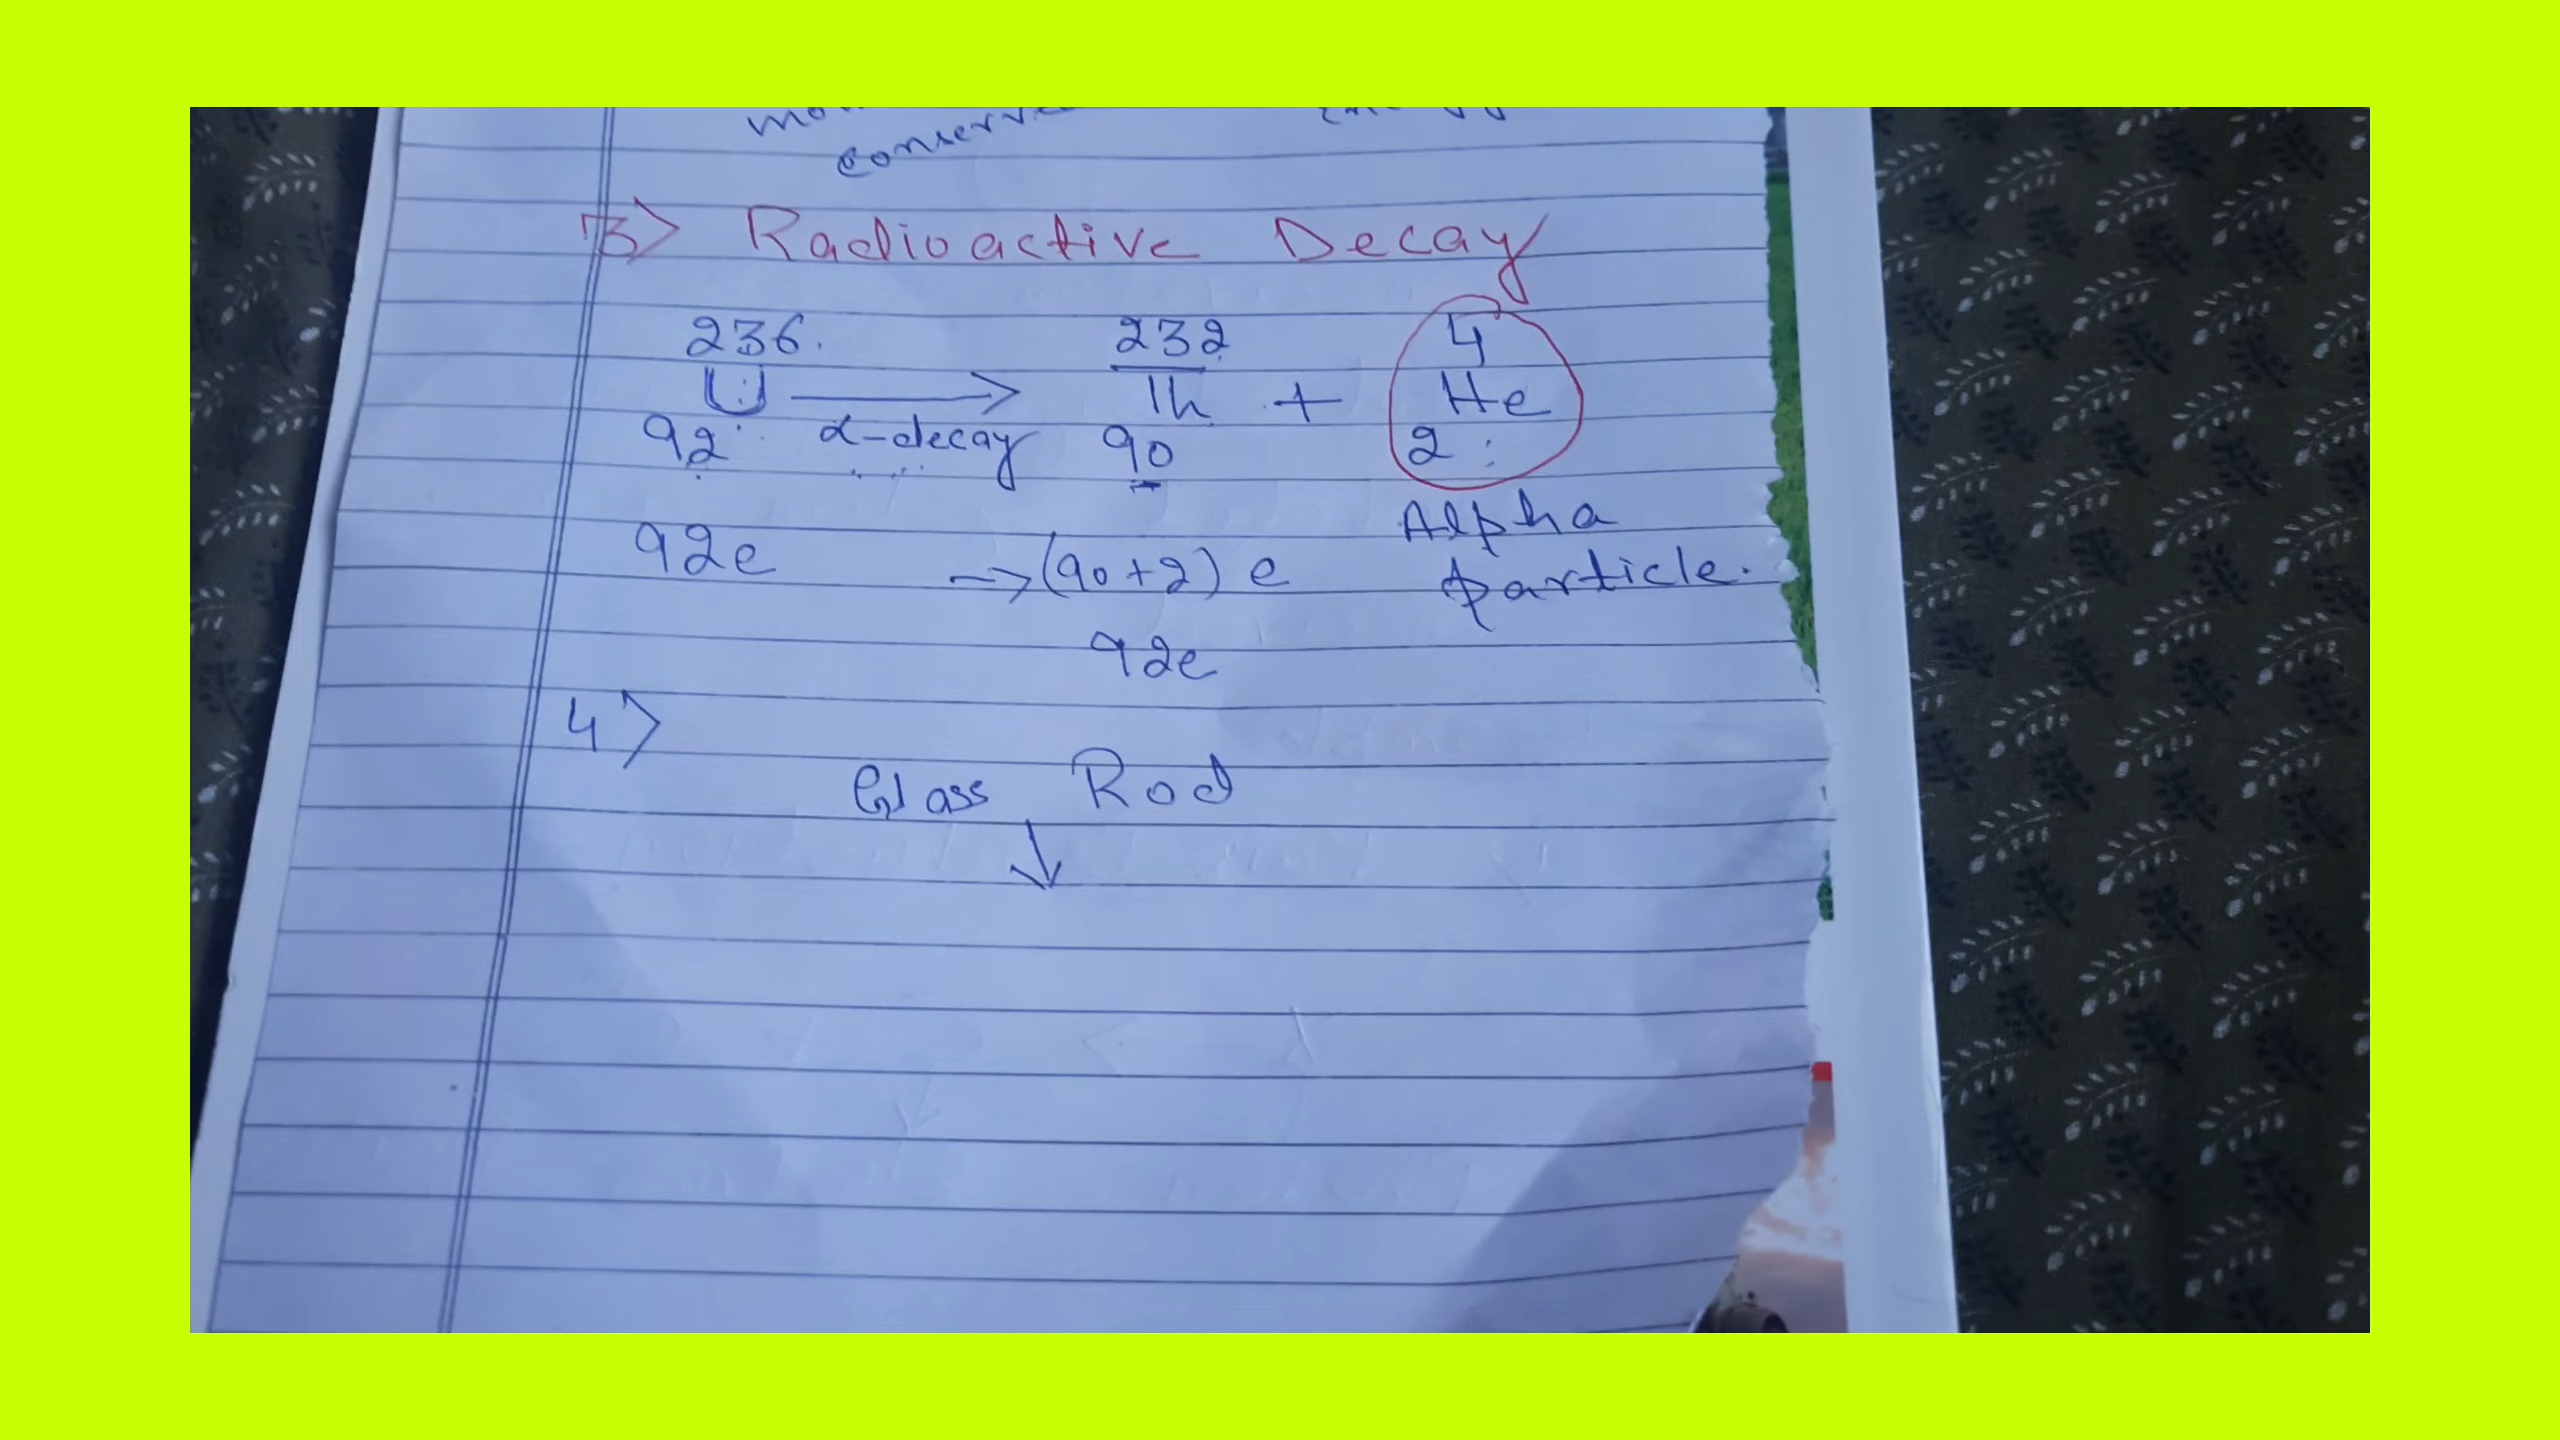 conserv
3> Radioactive Decay
236. 232 4
U → Th + He
92 α-decay 90 2
Alpha
92e → (90+2) e particle.
92e
4>
Glass Rod
↓